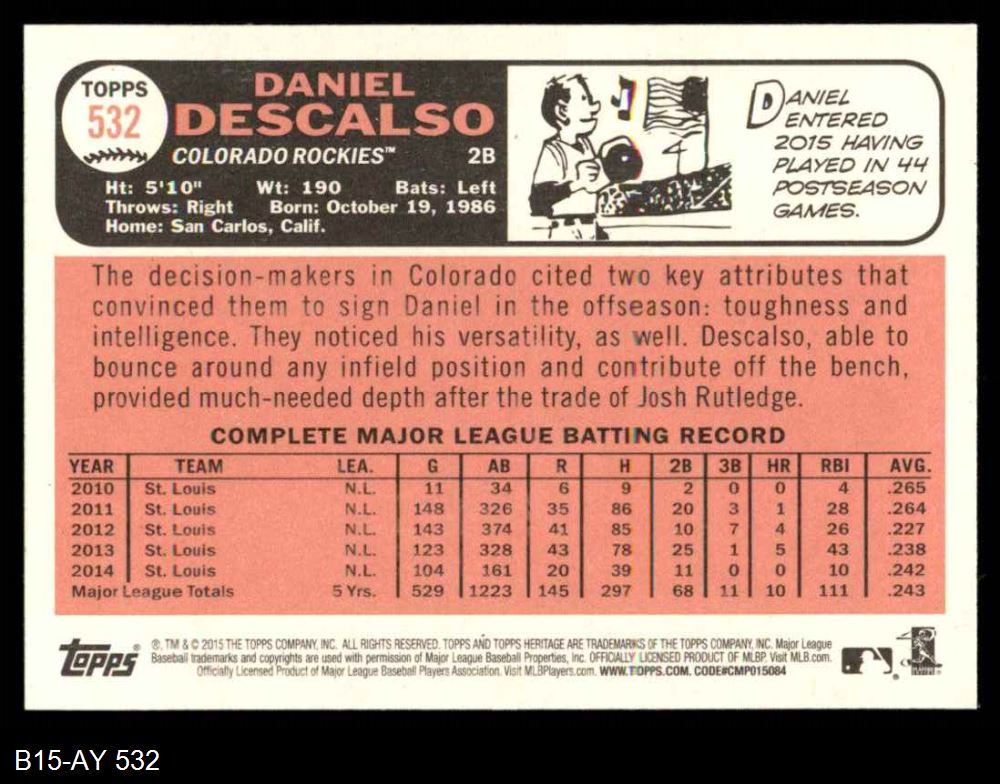 TOPPS
532
DANIEL
DESCALSO
COLORADO ROCKIES™ 2B
Ht: 5'10" Wt: 190 Bats: Left
Throws: Right Born: October 19, 1986
Home: San Carlos, Calif.
DANIEL
ENTERED
2015 HAVING
PLAYED IN 44
POSTSEASON
GAMES.
The decision-makers in Colorado cited two key attributes that
convinced them to sign Daniel in the offseason: toughness and
intelligence. They noticed his versatility, as well. Descalso, able to
bounce around any infield position and contribute off the bench,
provided much-needed depth after the trade of Josh Rutledge.
COMPLETE MAJOR LEAGUE BATTING RECORD
YEAR TEAM LEA. G AB R H 2B 3B HR RBI AVG.
2010 St. Louis N.L. 11 34 6 9 2 0 0 4 .265
2011 St. Louis N.L. 148 326 35 86 20 3 1 28 .264
2012 St. Louis N.L. 143 374 41 85 10 7 4 26 .227
2013 St. Louis N.L. 123 328 43 78 25 1 5 43 .238
2014 St. Louis N.L. 104 161 20 39 11 0 0 10 .242
Major League Totals 5 Yrs. 529 1223 145 297 68 11 10 111 .243
topps®
®, TM & © 2015 THE TOPPS COMPANY, INC. ALL RIGHTS RESERVED. TOPPS AND TOPPS HERITAGE ARE TRADEMARKS OF THE TOPPS COMPANY, INC. Major League
Baseball trademarks and copyrights are used with permission of Major League Baseball Properties, Inc. OFFICIALLY LICENSED PRODUCT OF MLBP. Visit MLB.com.
Officially Licensed Product of Major League Baseball Players Association. Visit MLBPlayers.com. WWW.TOPPS.COM. CODE#CMP015084
B15-AY 532